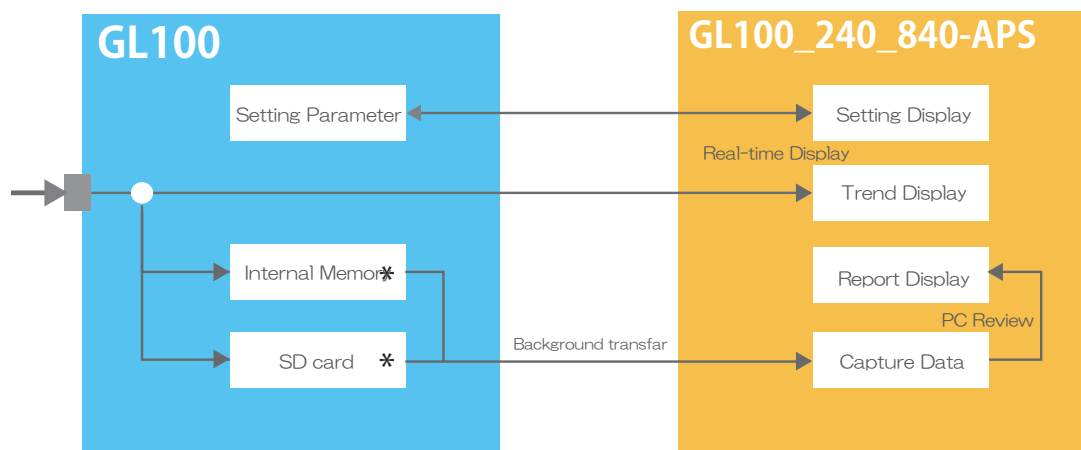 GL100
GL100_240_840-APS
Setting Parameter
Setting Display
Real-time Display
Trend Display
Internal Memory*
Report Display
PC Review
Background transfar
SD card *
Capture Data